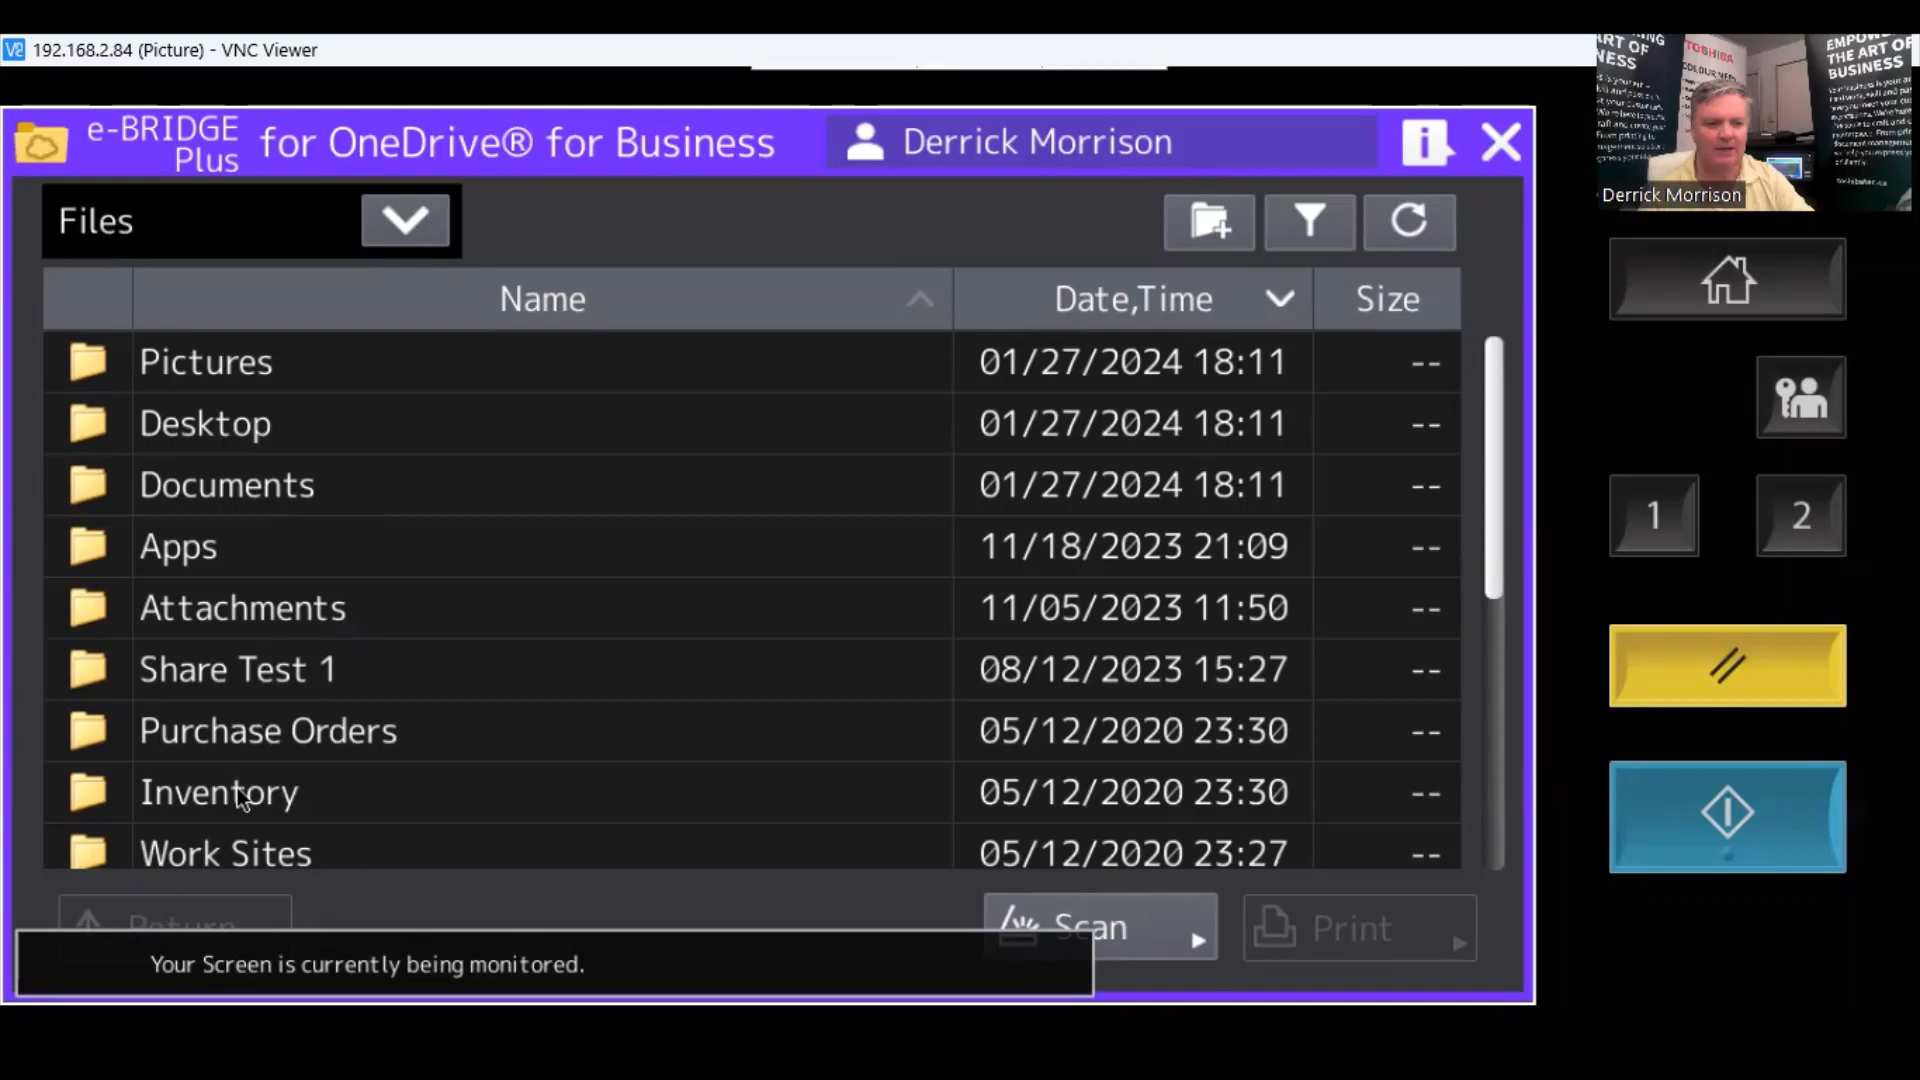 192.168.2.84 (Picture) - VNC Viewer
e-BRIDGE Plus for OneDrive® for Business
Derrick Morrison
Files
Name Date,Time Size
Pictures 01/27/2024 18:11 --
Desktop 01/27/2024 18:11 --
Documents 01/27/2024 18:11 --
Apps 11/18/2023 21:09 --
Attachments 11/05/2023 11:50 --
Share Test 1 08/12/2023 15:27 --
Purchase Orders 05/12/2020 23:30 --
Inventory 05/12/2020 23:30 --
Work Sites 05/12/2020 23:27 --
Return Scan Print
Your Screen is currently being monitored.
ART OF
TOSHIBA
THE ART OF
BUSINESS
Derrick Morrison
1 2